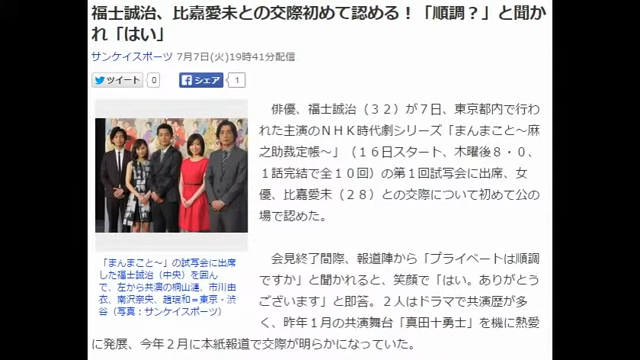 福士誠治、比嘉愛未との交際初めて認める！「順調？」と聞か
れ「はい」
サンケイスポーツ 7月7日(火)19時41分配信
ツイート 0 シェア 1
俳優、福士誠治（３２）が７日、東京都内で行わ
れた主演のＮＨＫ時代劇シリーズ「まんまこと～麻
之助裁定帳～」（１６日スタート、木曜後８・０、
１話完結で全１０回）の第１回試写会に出席、女
優、比嘉愛未（２８）との交際について初めて公の
場で認めた。
「まんまこと～」の試写会に出席
した福士誠治（中央）を囲ん
で、左から共演の桐山漣、市川由
衣、南沢奈央、趙珉和＝東京・渋
谷（写真：サンケイスポーツ）
会見終了間際、報道陣から「プライベートは順調
ですか」と聞かれると、笑顔で「はい。ありがとう
ございます」と即答。２人はドラマで共演歴が多
く、昨年１月の共演舞台「真田十勇士」を機に熱愛
に発展、今年２月に本紙報道で交際が明らかになっていた。